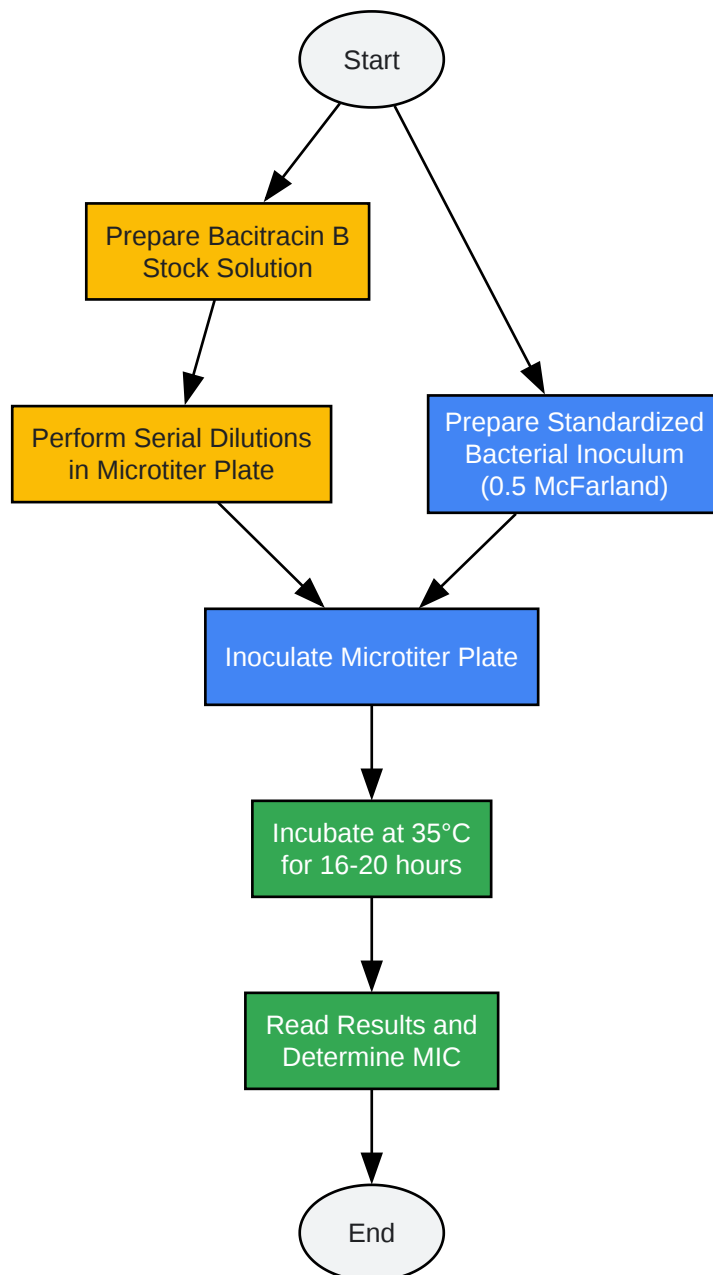 Start
Prepare Bacitracin B
Stock Solution
Perform Serial Dilutions
in Microtiter Plate
Prepare Standardized
Bacterial Inoculum
(0.5 McFarland)
Inoculate Microtiter Plate
Incubate at 35°C
for 16-20 hours
Read Results and
Determine MIC
End